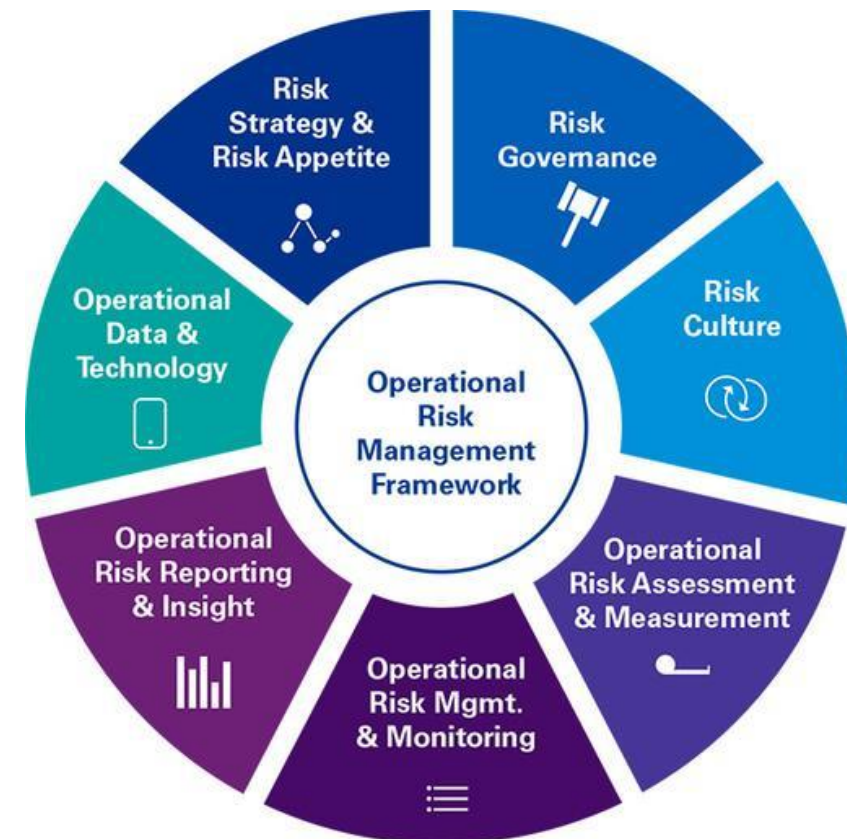 Risk
Strategy &
Risk Appetite
Risk
Governance
Risk
Culture
Operational
Risk Assessment
& Measurement
Operational
Risk Mgmt.
& Monitoring
Operational
Risk Reporting
& Insight
Operational
Data &
Technology
Operational
Risk
Management
Framework